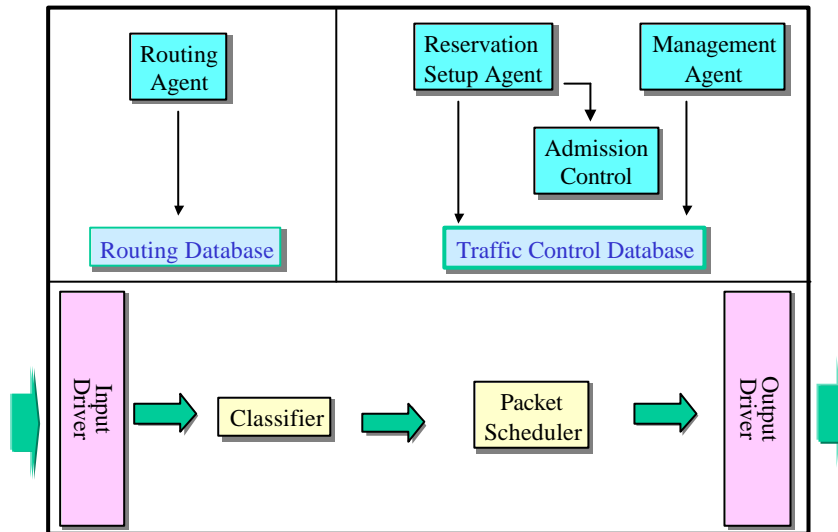 Routing
Agent
Reservation
Setup Agent
Management
Agent
Admission
Control
Routing Database
Traffic Control Database
Input
Driver
Classifier
Packet
Scheduler
Output
Driver